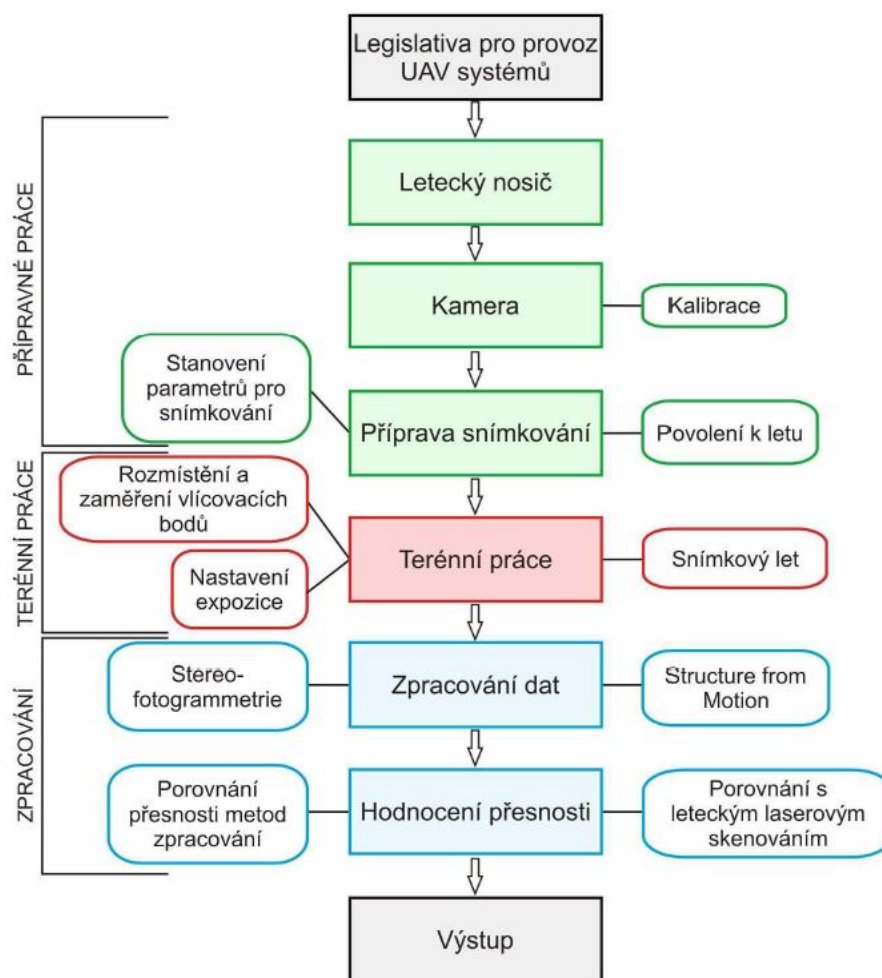 Legislativa pro provoz
UAV systémů
PŘÍPRAVNÉ PRÁCE
Letecký nosič
Kamera
Kalibrace
Stanovení
parametrů pro
snímkování
Příprava snímkování
Povolení k letu
TERÉNNÍ PRÁCE
Rozmístění a
zaměření vlícovacích
bodů
Nastavení
expozice
Terénní práce
Snímkový let
ZPRACOVÁNÍ
Stereo-
fotogrammetrie
Zpracování dat
Structure from
Motion
Porovnání
přesnosti metod
zpracování
Hodnocení přesnosti
Porovnání s
leteckým laserovým
skenováním
Výstup